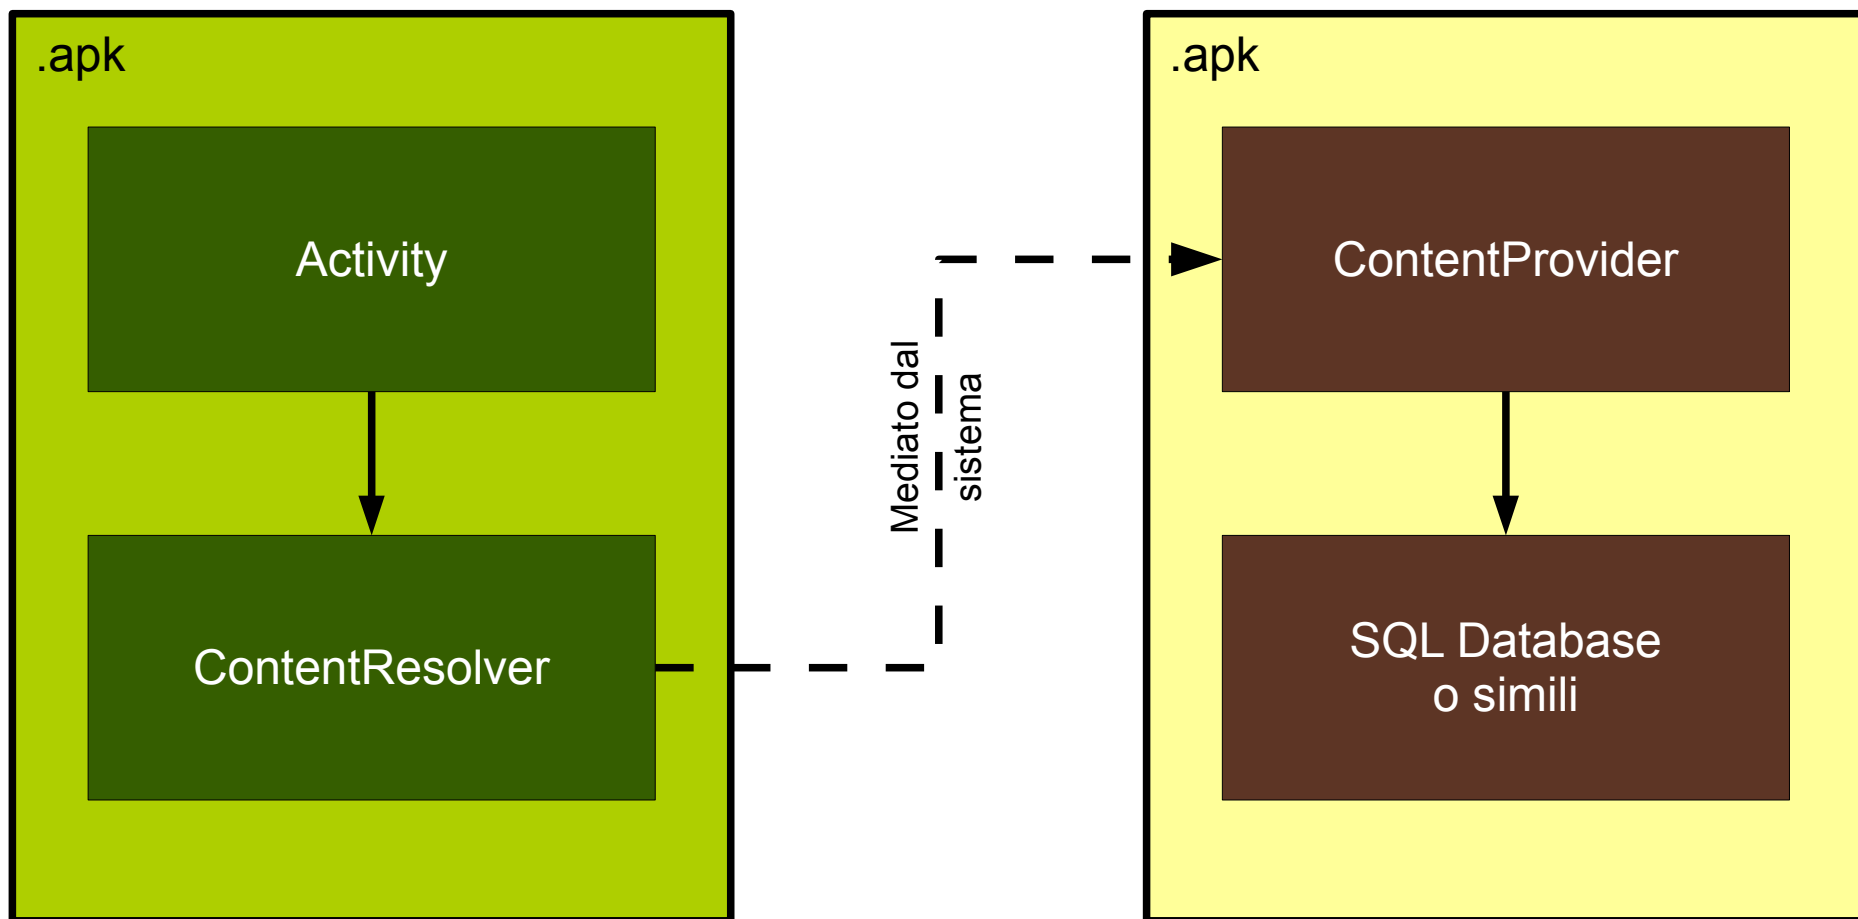 .apk
Activity
ContentResolver
Mediato dal
sistema
.apk
ContentProvider
SQL Database
o simili